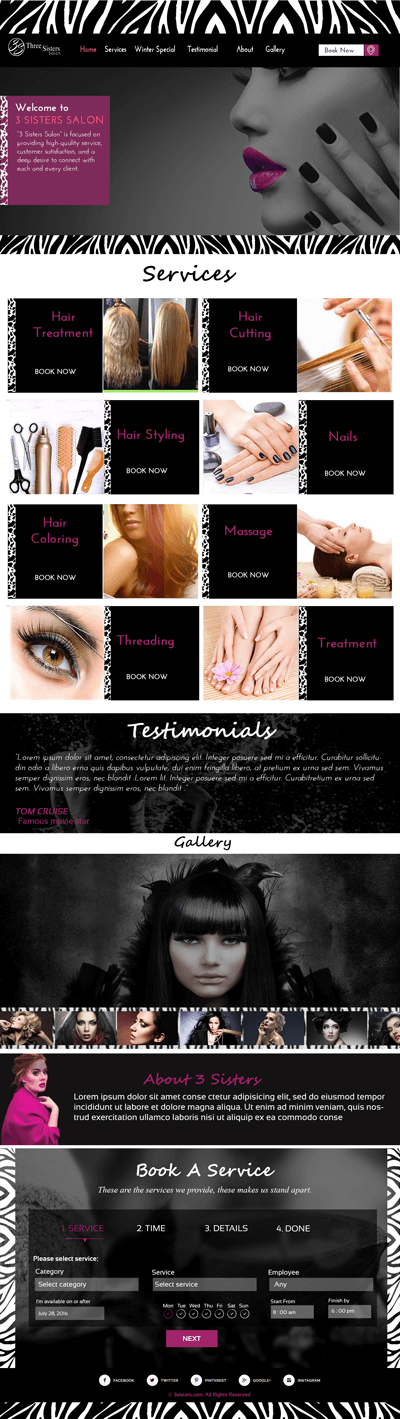 Three Sisters
Salon
Home Services Winter Special Testimonial About Gallery Book Now
Welcome to
3 SISTERS SALON
"3 Sisters Salon" is focused on
providing high-quality service,
customer satisfaction, and a
deep desire to connect with
each and every client.
Services
Hair
Treatment
BOOK NOW
Hair
Cutting
BOOK NOW
Hair Styling
BOOK NOW
Nails
BOOK NOW
Hair
Coloring
BOOK NOW
Massage
BOOK NOW
Threading
BOOK NOW
Treatment
BOOK NOW
Testimonials
"Lorem ipsum dolor sit amet, consectetur adipiscing elit. Integer posuere sed mi a efficitur. Curabitur sollicitu-
din odio a libero urna quis dapibus vulputate, dui enim fringilla libero, at pretium ex urna sed sem. Vivamus
semper dignissim eros, nec blandit .Lorem lit. Integer posuere sed mi a efficitur. Curabitretium ex urna sed sem.
Vivamus semper dignissim eros, nec blandit ."
TOM CRUISE
Famous movie star
Gallery
About 3 Sisters
Lorem ipsum dolor sit amet conse ctetur adipisicing elit, sed do eiusmod tempor
incididunt ut labore et dolore magna aliqua. Ut enim ad minim veniam, quis nos-
trud exercitation ullamco laboris nisi ut aliquip ex ea commodo conse
Book A Service
These are the services we provide, these makes us stand apart.
1. SERVICE 2. TIME 3. DETAILS 4. DONE
Please select service:
Category Service Employee
Select category Select service Any
I'm available on or after Mon Tue Wed Thu Fri Sat Sun Start From Finish by
July 28, 2016 8 : 00 am 6 : 00 pm
NEXT
FACEBOOK TWITTER PINTEREST GOOGLE+ INSTAGRAM
© 3sisters.com. All Rights Reserved